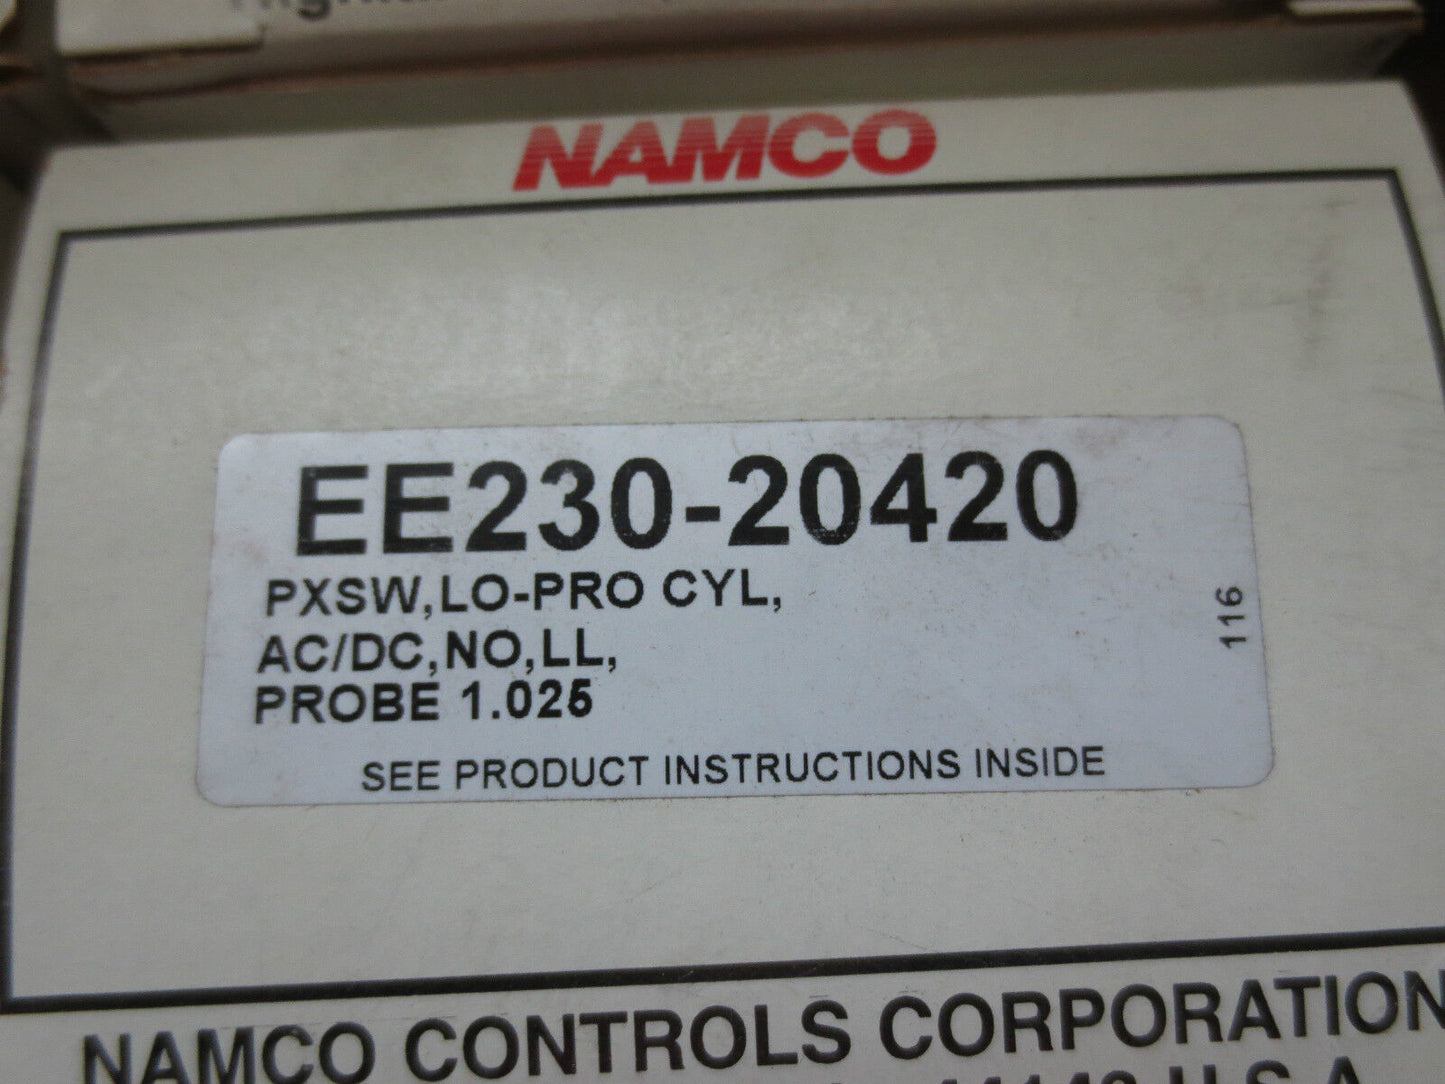 NAMCO
EE230-20420
PXSW,LO-PRO CYL,
AC/DC,NO,LL,
PROBE 1.025
116
SEE PRODUCT INSTRUCTIONS INSIDE
NAMCO CONTROLS CORPORATION
U.S.A.